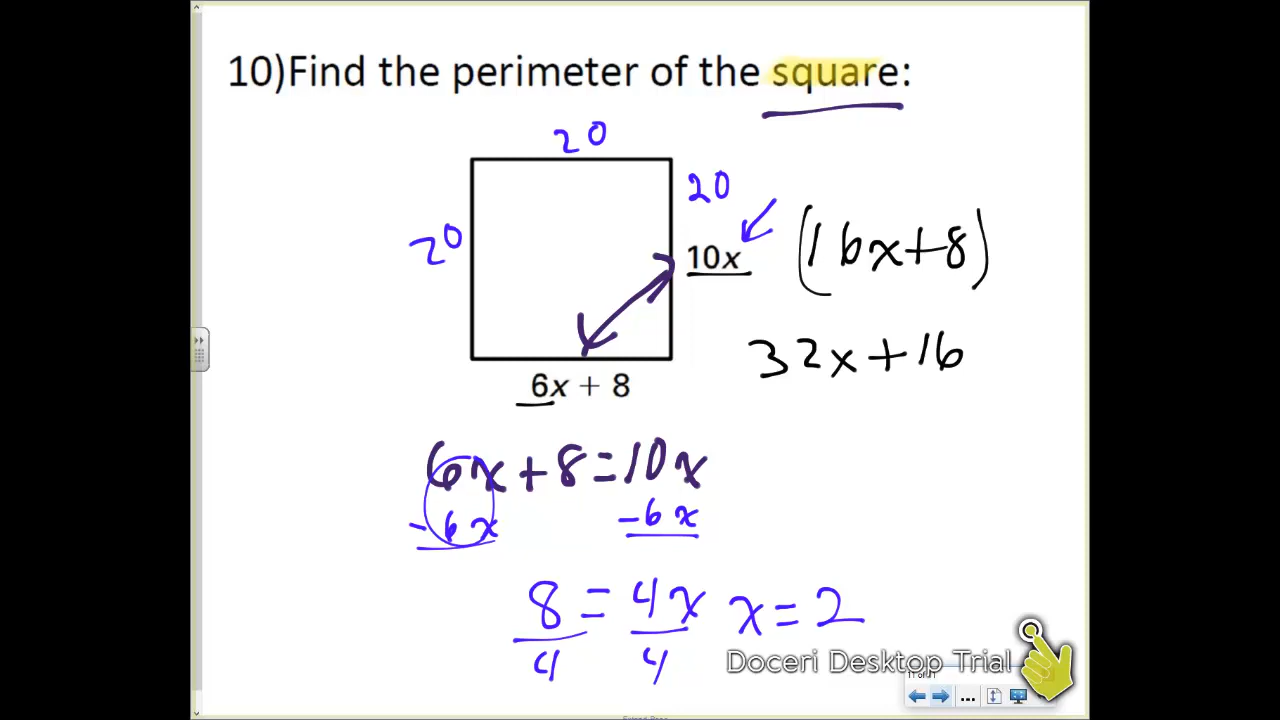 10)Find the perimeter of the square:
20
20
20
10x
(16x+8)
32x+16
6x + 8
6x+8=10x
-6x -6x
8 = 4x x=2
4 4
Doceri Desktop Trial